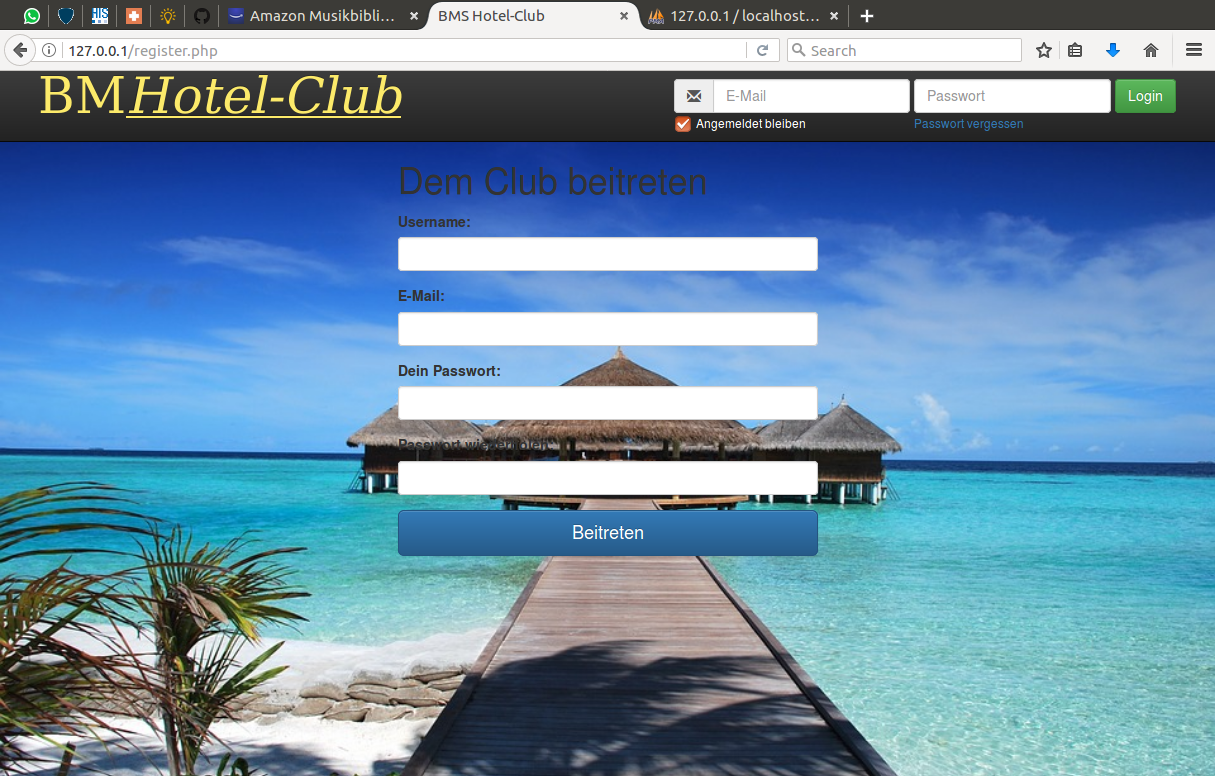 HIS
Amazon Musikbibli...
BMS Hotel-Club
127.0.0.1 / localhost...
127.0.0.1/register.php
Search
BMHotel-Club
E-Mail
Passwort
Login
Angemeldet bleiben
Passwort vergessen
Dem Club beitreten
Username:
E-Mail:
Dein Passwort:
Passwort wiederholen:
Beitreten